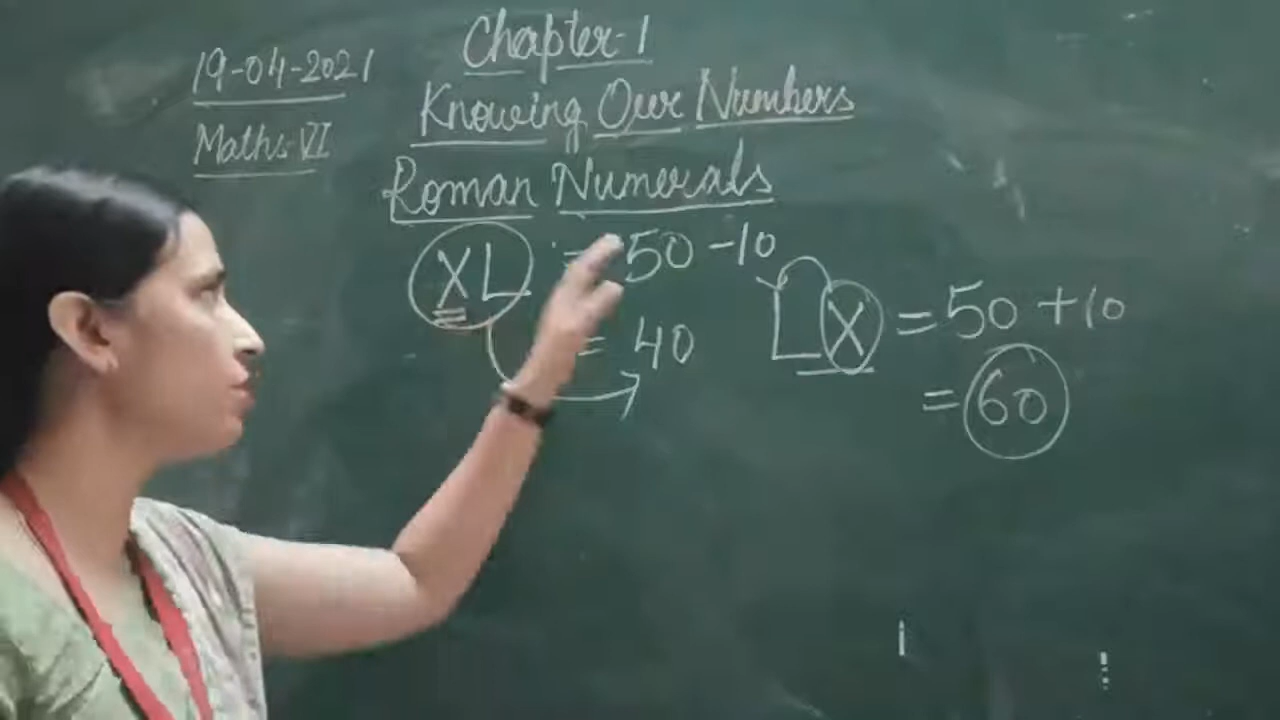 19-04-2021
Maths VI
Chapter-1
Knowing Our Numbers
Roman Numerals
XL = 50 - 10
= 40
LX = 50 + 10
= 60